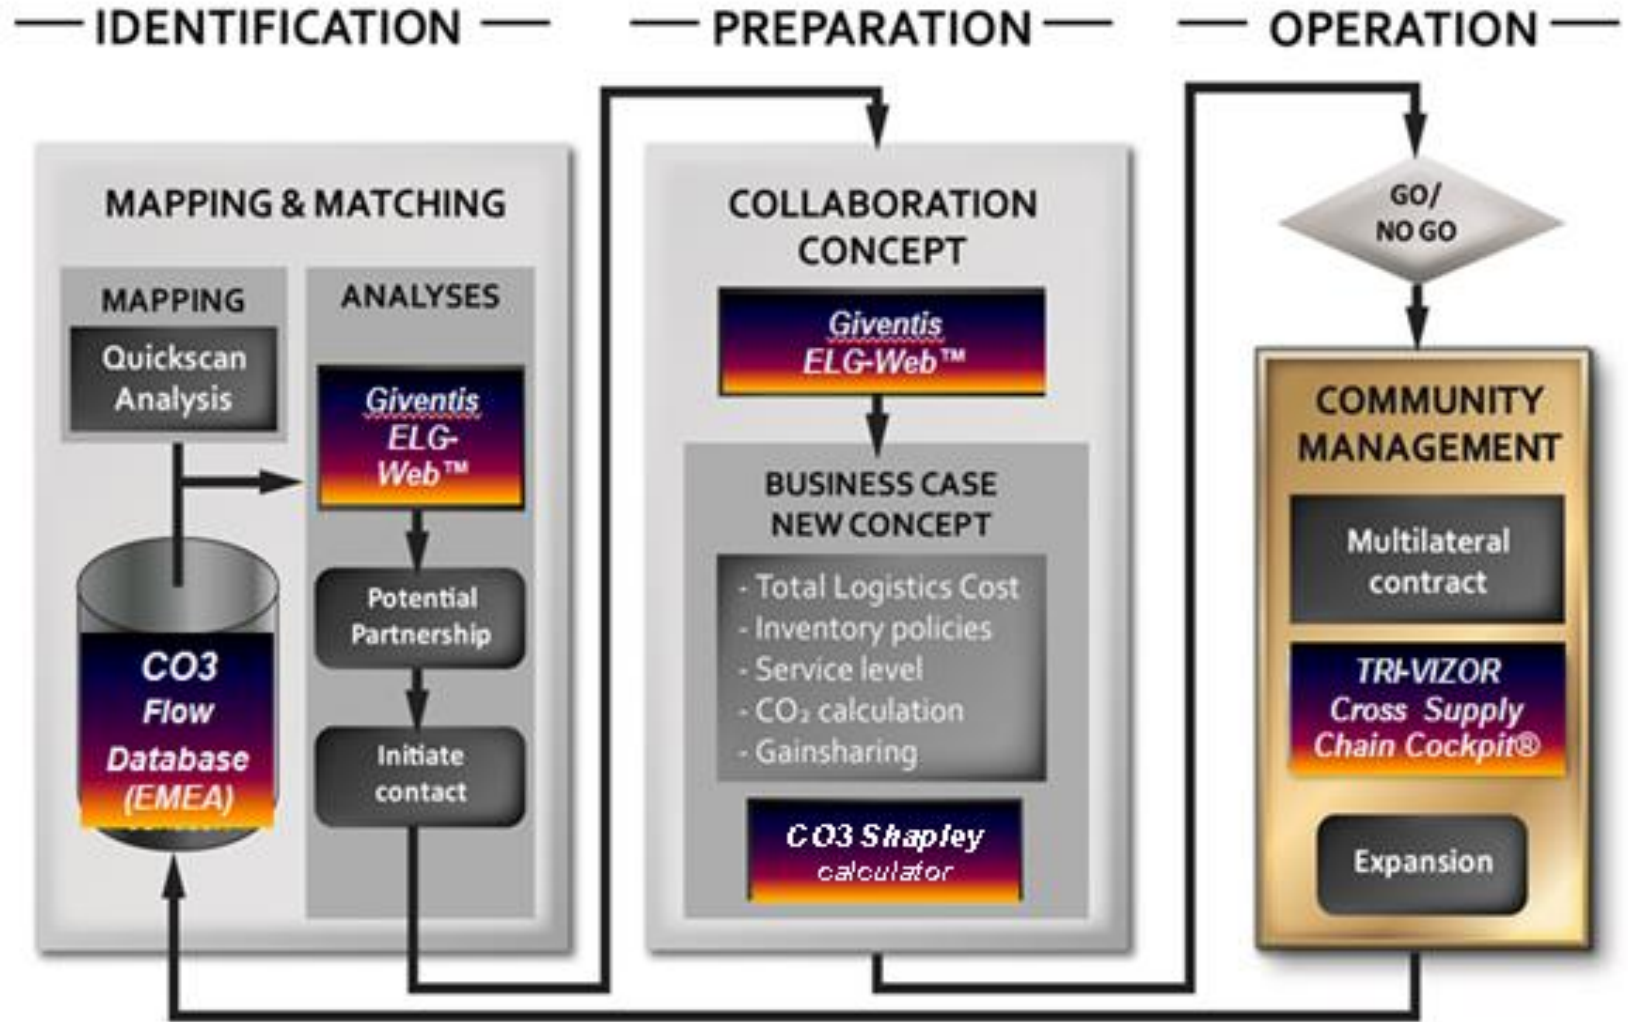 IDENTIFICATION
PREPARATION
OPERATION
MAPPING & MATCHING
MAPPING
Quickscan
Analysis
ANALYSES
Giventis
ELG-
Web™
Potential
Partnership
Initiate
contact
CO3
Flow
Database
(EMEA)
COLLABORATION
CONCEPT
Giventis
ELG-Web™
BUSINESS CASE
NEW CONCEPT
- Total Logistics Cost
- Inventory policies
- Service level
- CO₂ calculation
- Gainsharing
CO3 Shapley
calculator
GO/
NO GO
COMMUNITY
MANAGEMENT
Multilateral
contract
TRI-VIZOR
Cross Supply
Chain Cockpit®
Expansion